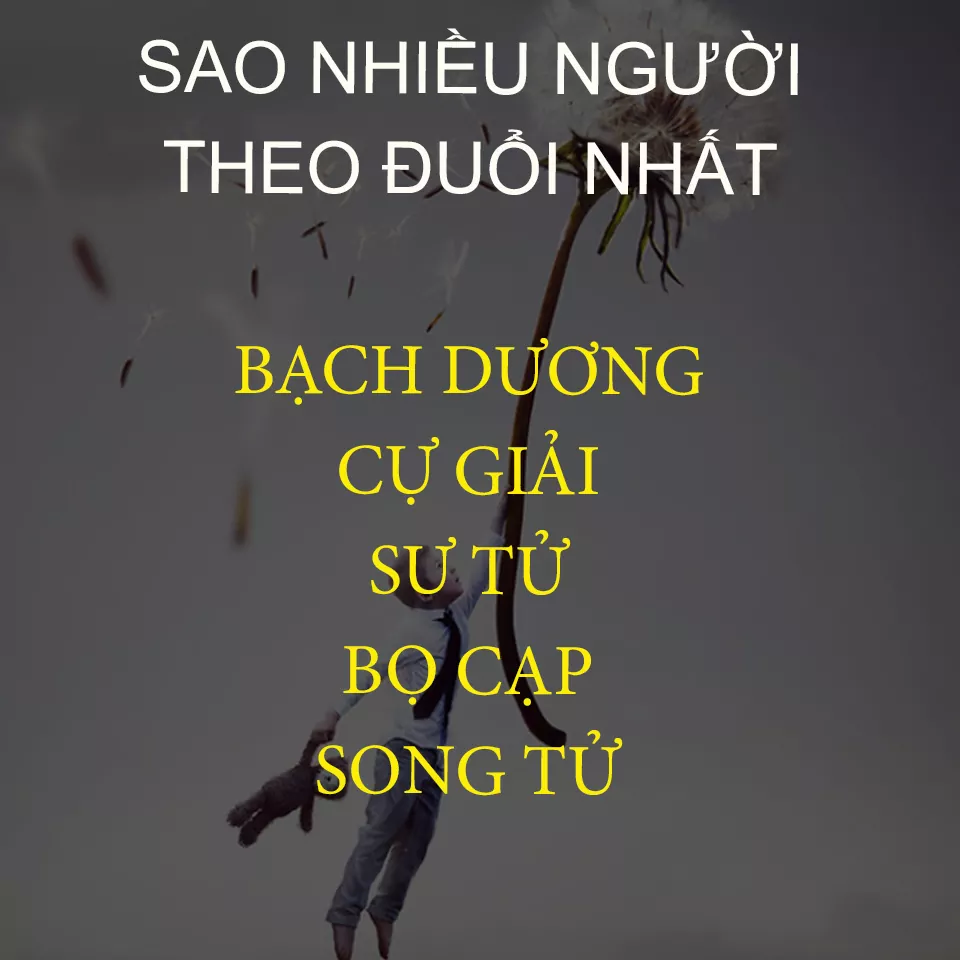 SAO NHIỀU NGƯỜI
THEO ĐUỔI NHẤT
BẠCH DƯƠNG
CỰ GIẢI
SƯ TỬ
BỌ CẠP
SONG TỬ